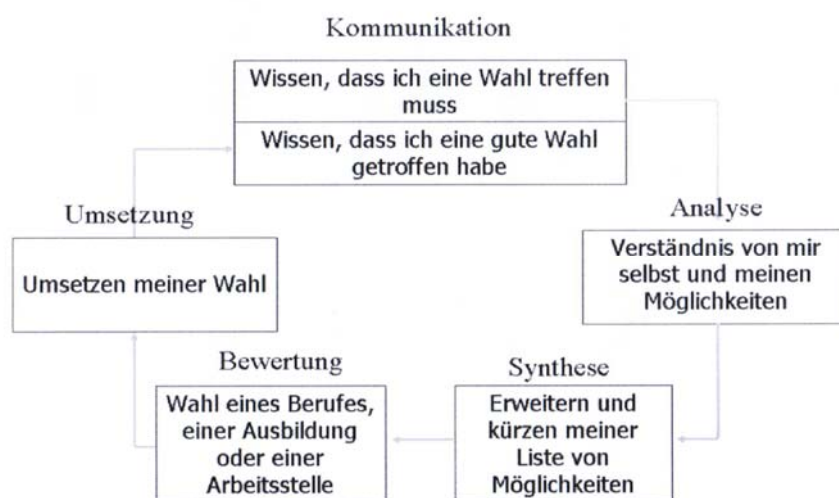 Kommunikation
Wissen, dass ich eine Wahl treffen
muss
Wissen, dass ich eine gute Wahl
getroffen habe
Analyse
Verständnis von mir
selbst und meinen
Möglichkeiten
Synthese
Erweitern und
kürzen meiner
Liste von
Möglichkeiten
Bewertung
Wahl eines Berufes,
einer Ausbildung
oder einer
Arbeitsstelle
Umsetzung
Umsetzen meiner Wahl